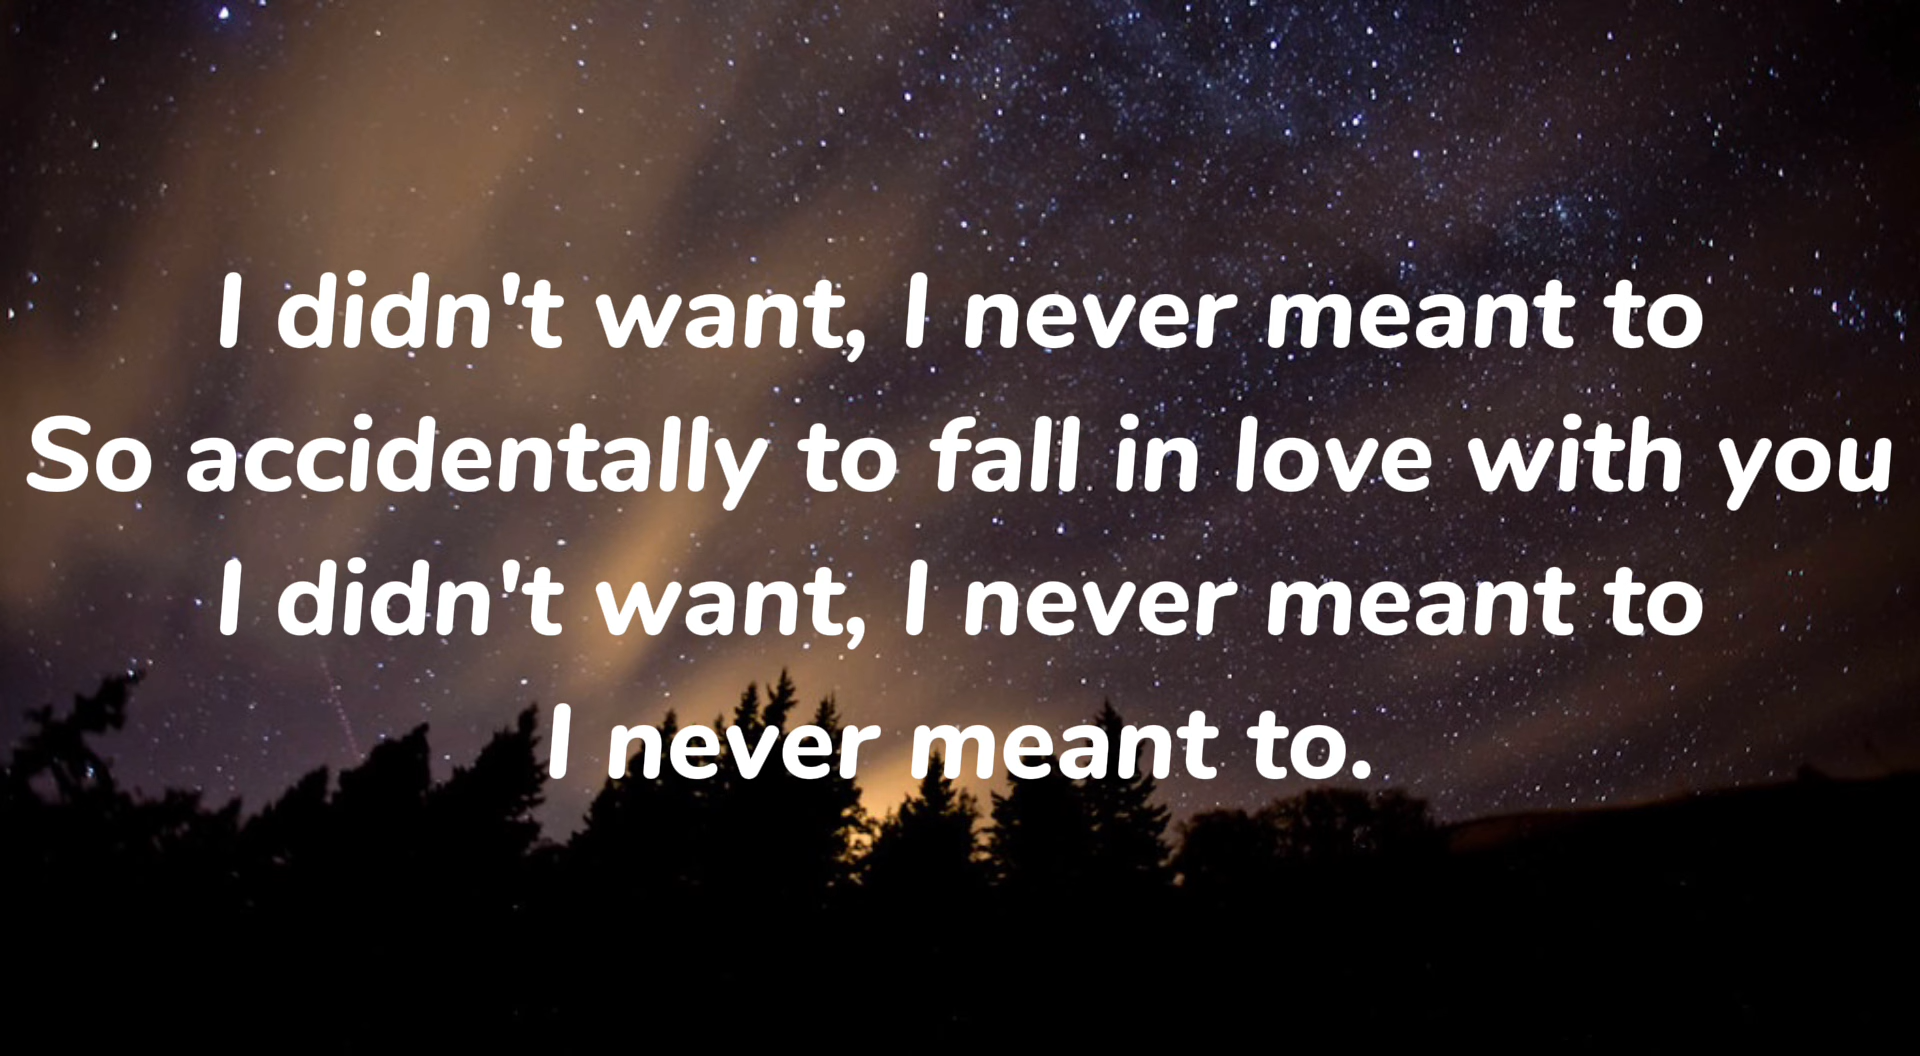 I didn't want, I never meant to
So accidentally to fall in love with you
I didn't want, I never meant to
I never meant to.